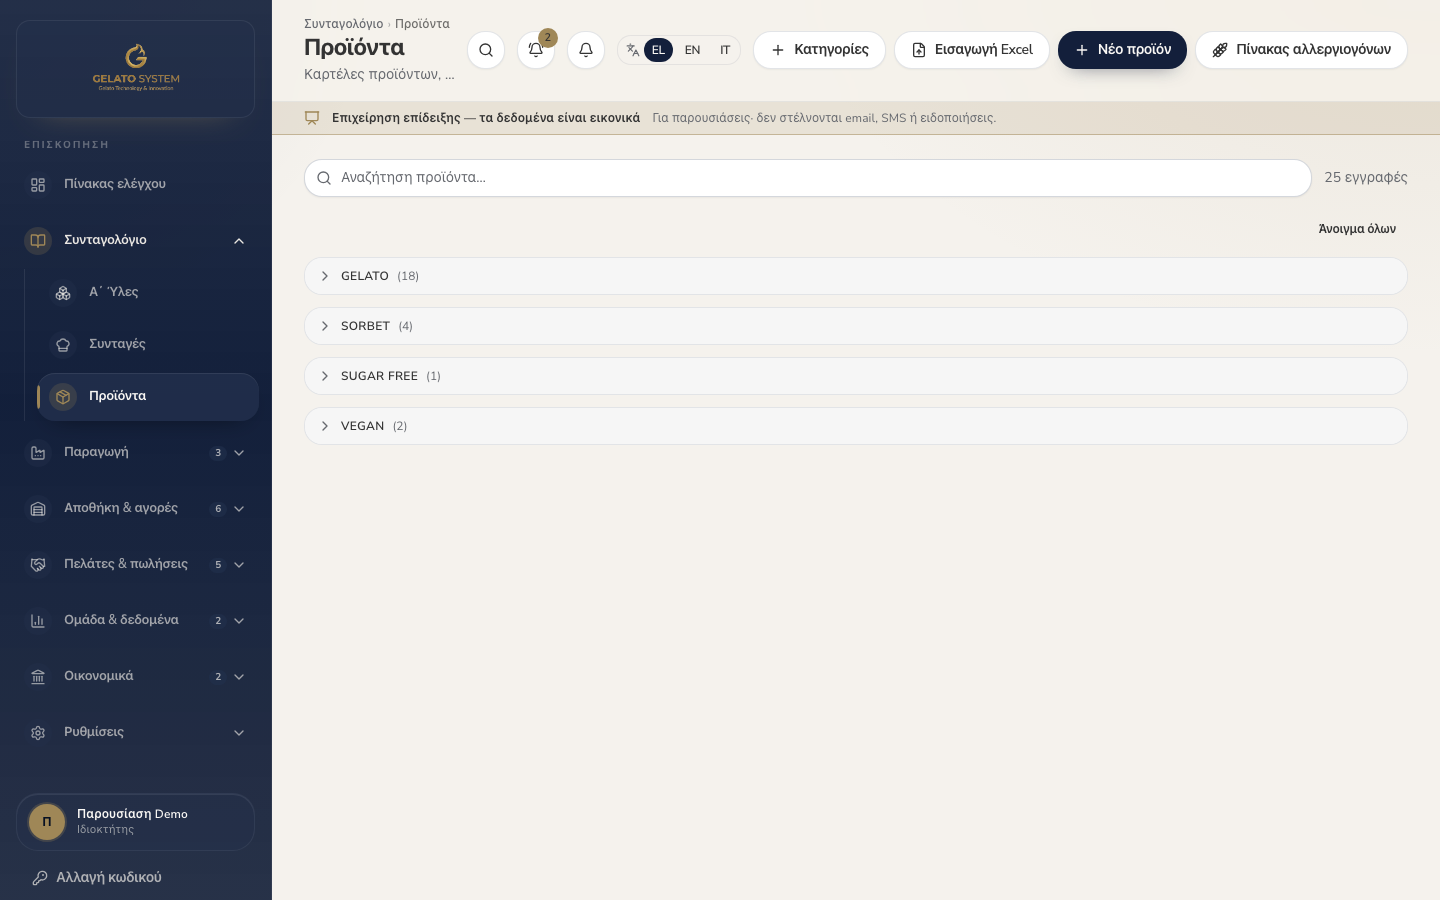 GELATO SYSTEM
Gelato Technology & Innovation
ΕΠΙΣΚΟΠΗΣΗ
Πίνακας ελέγχου
Συνταγολόγιο
Α΄ Ύλες
Συνταγές
Προϊόντα
Παραγωγή 3
Αποθήκη & αγορές 6
Πελάτες & πωλήσεις 5
Ομάδα & δεδομένα 2
Οικονομικά 2
Ρυθμίσεις
Π
Παρουσίαση Demo
Ιδιοκτήτης
Αλλαγή κωδικού
Συνταγολόγιο › Προϊόντα
Προϊόντα
Καρτέλες προϊόντων, ...
2
EL EN IT
Κατηγορίες
Εισαγωγή Excel
Νέο προϊόν
Πίνακας αλλεργιογόνων
Επιχείρηση επίδειξης — τα δεδομένα είναι εικονικά Για παρουσιάσεις· δεν στέλνονται email, SMS ή ειδοποιήσεις.
Αναζήτηση προϊόντα...
25 εγγραφές
Άνοιγμα όλων
GELATO (18)
SORBET (4)
SUGAR FREE (1)
VEGAN (2)